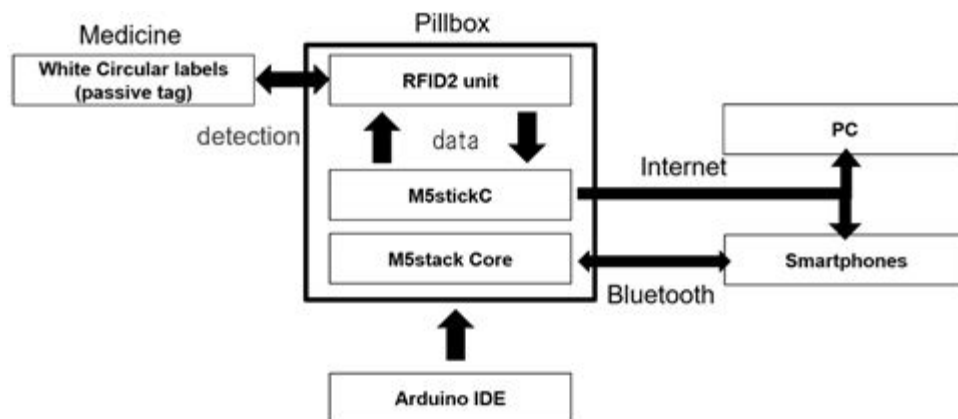 Pillbox
Medicine
White Circular labels
(passive tag)
RFID2 unit
detection
data
PC
Internet
M5stickC
M5stack Core
Smartphones
Bluetooth
Arduino IDE